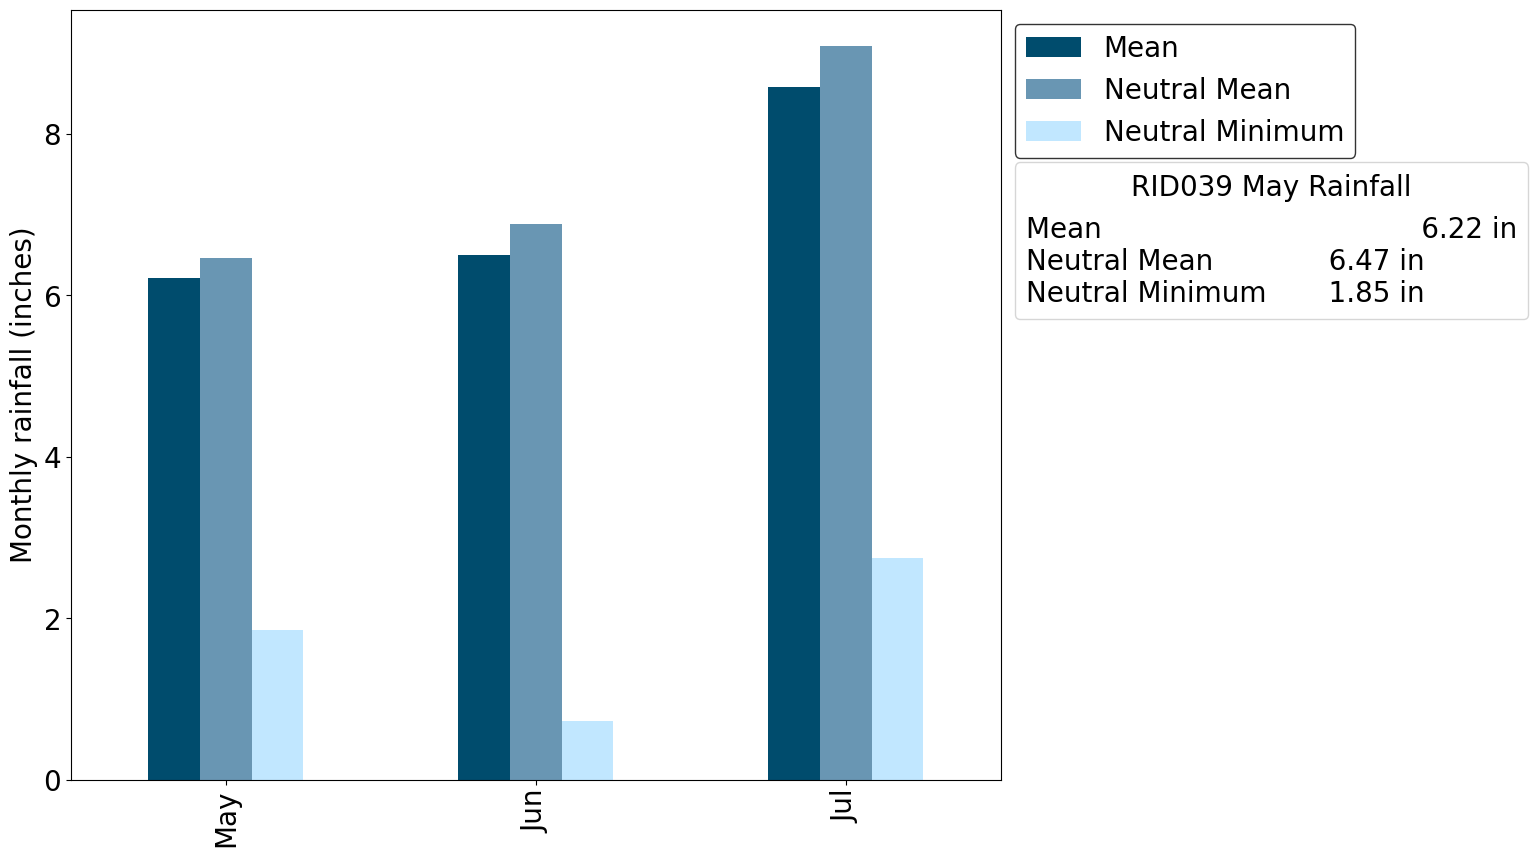 Monthly rainfall (inches)
8
6
4
2
0
May
Jun
Jul
Mean
Neutral Mean
Neutral Minimum
RID039 May Rainfall
Mean 6.22 in
Neutral Mean 6.47 in
Neutral Minimum 1.85 in